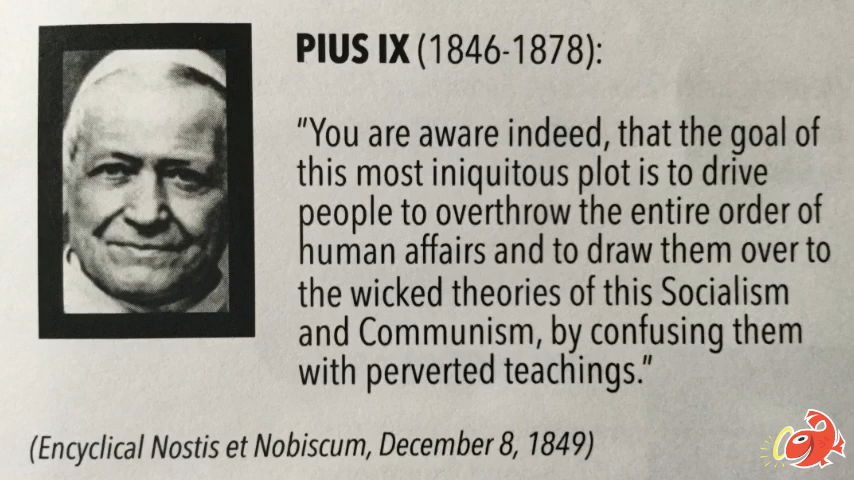 PIUS IX (1846-1878):
"You are aware indeed, that the goal of
this most iniquitous plot is to drive
people to overthrow the entire order of
human affairs and to draw them over to
the wicked theories of this Socialism
and Communism, by confusing them
with perverted teachings."
(Encyclical Nostis et Nobiscum, December 8, 1849)